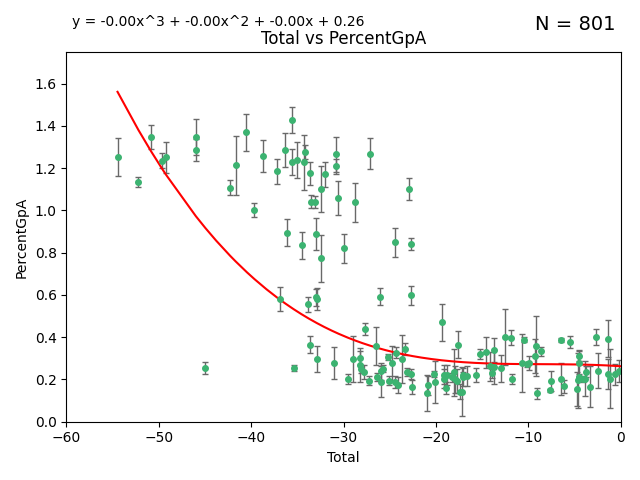 y = -0.00x^3 + -0.00x^2 + -0.00x + 0.26
N = 801
Total vs PercentGpA
1.6
1.4
1.2
1.0
0.8
0.6
0.4
0.2
0.0
PercentGpA
−60 −50 −40 −30 −20 −10 0
Total